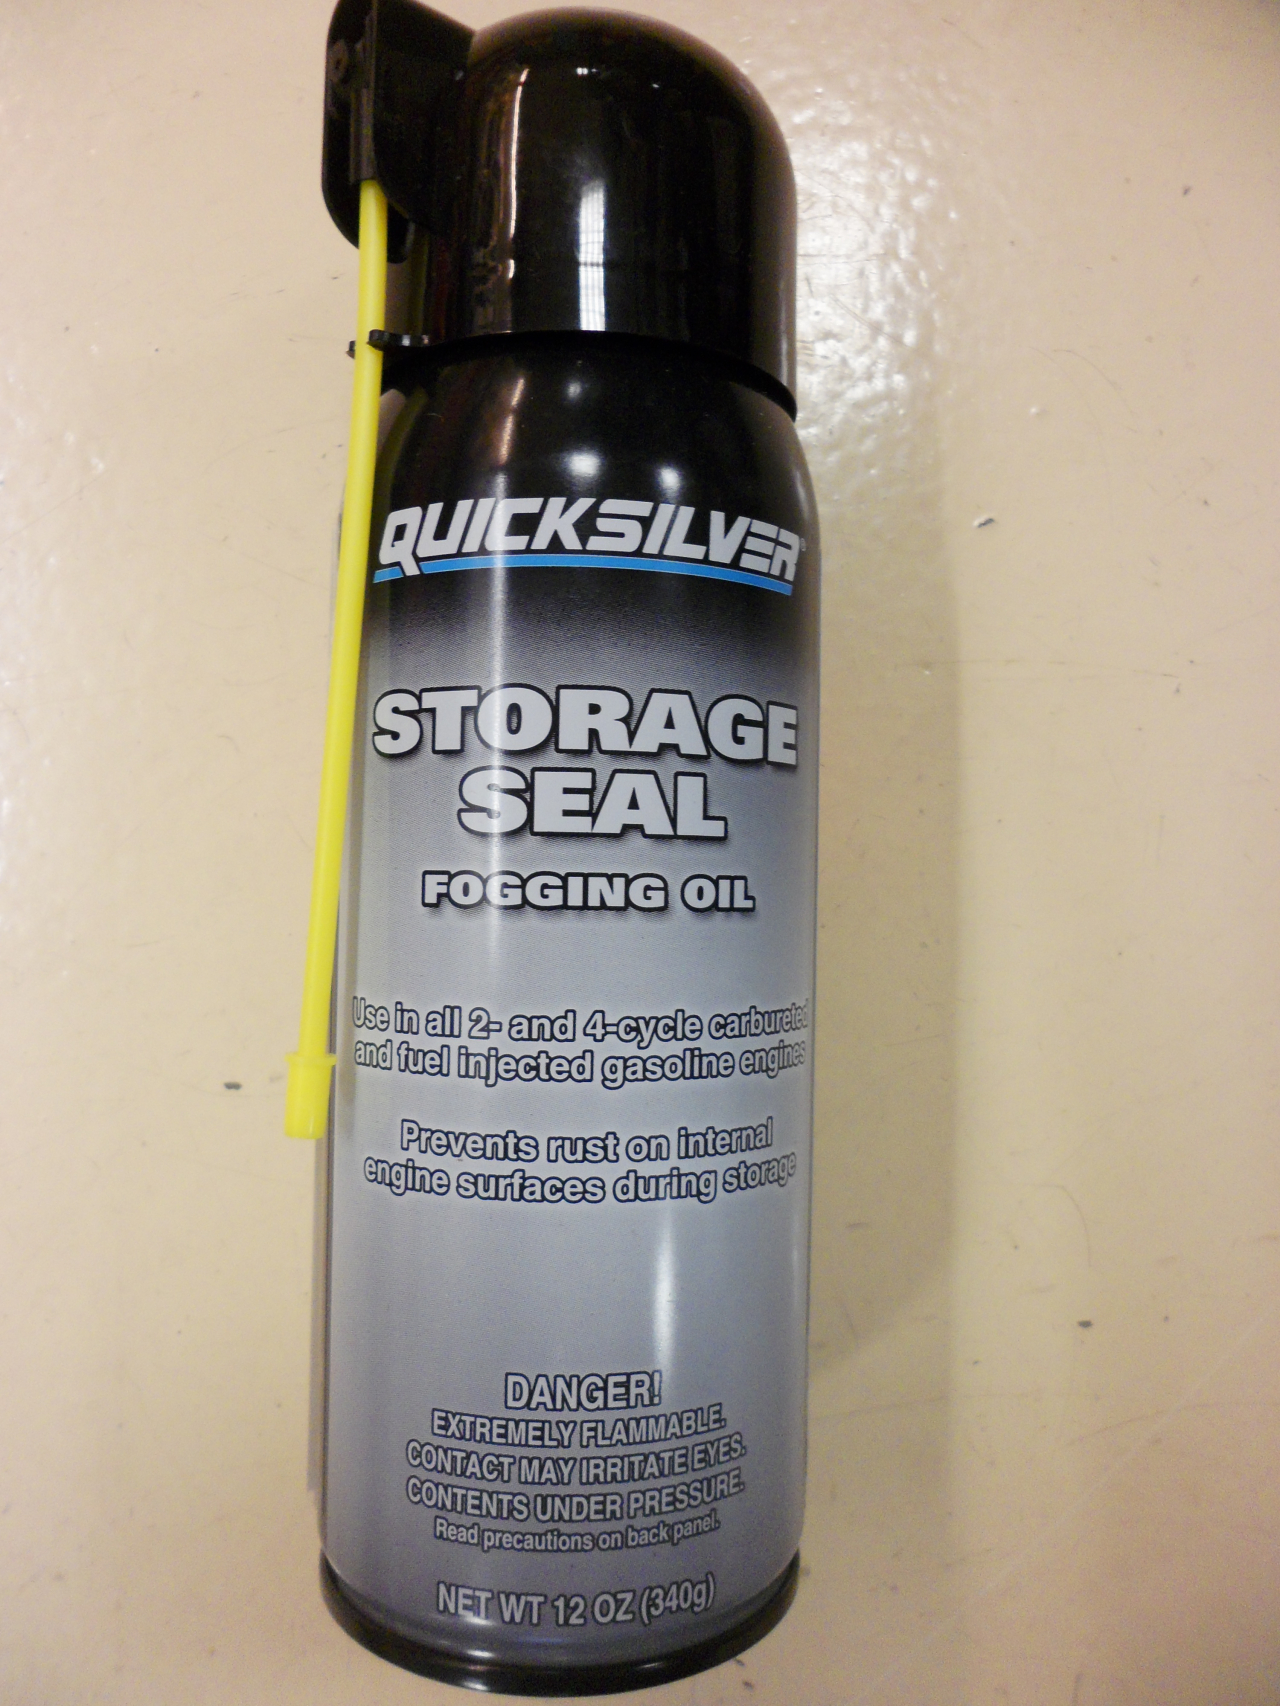 QUICKSILVER®
STORAGE
SEAL
FOGGING OIL
Use in all 2- and 4-cycle carbureted
and fuel injected gasoline engines
Prevents rust on internal
engine surfaces during storage
DANGER!
EXTREMELY FLAMMABLE.
CONTACT MAY IRRITATE EYES.
CONTENTS UNDER PRESSURE.
Read precautions on back panel.
NET WT 12 OZ (340g)